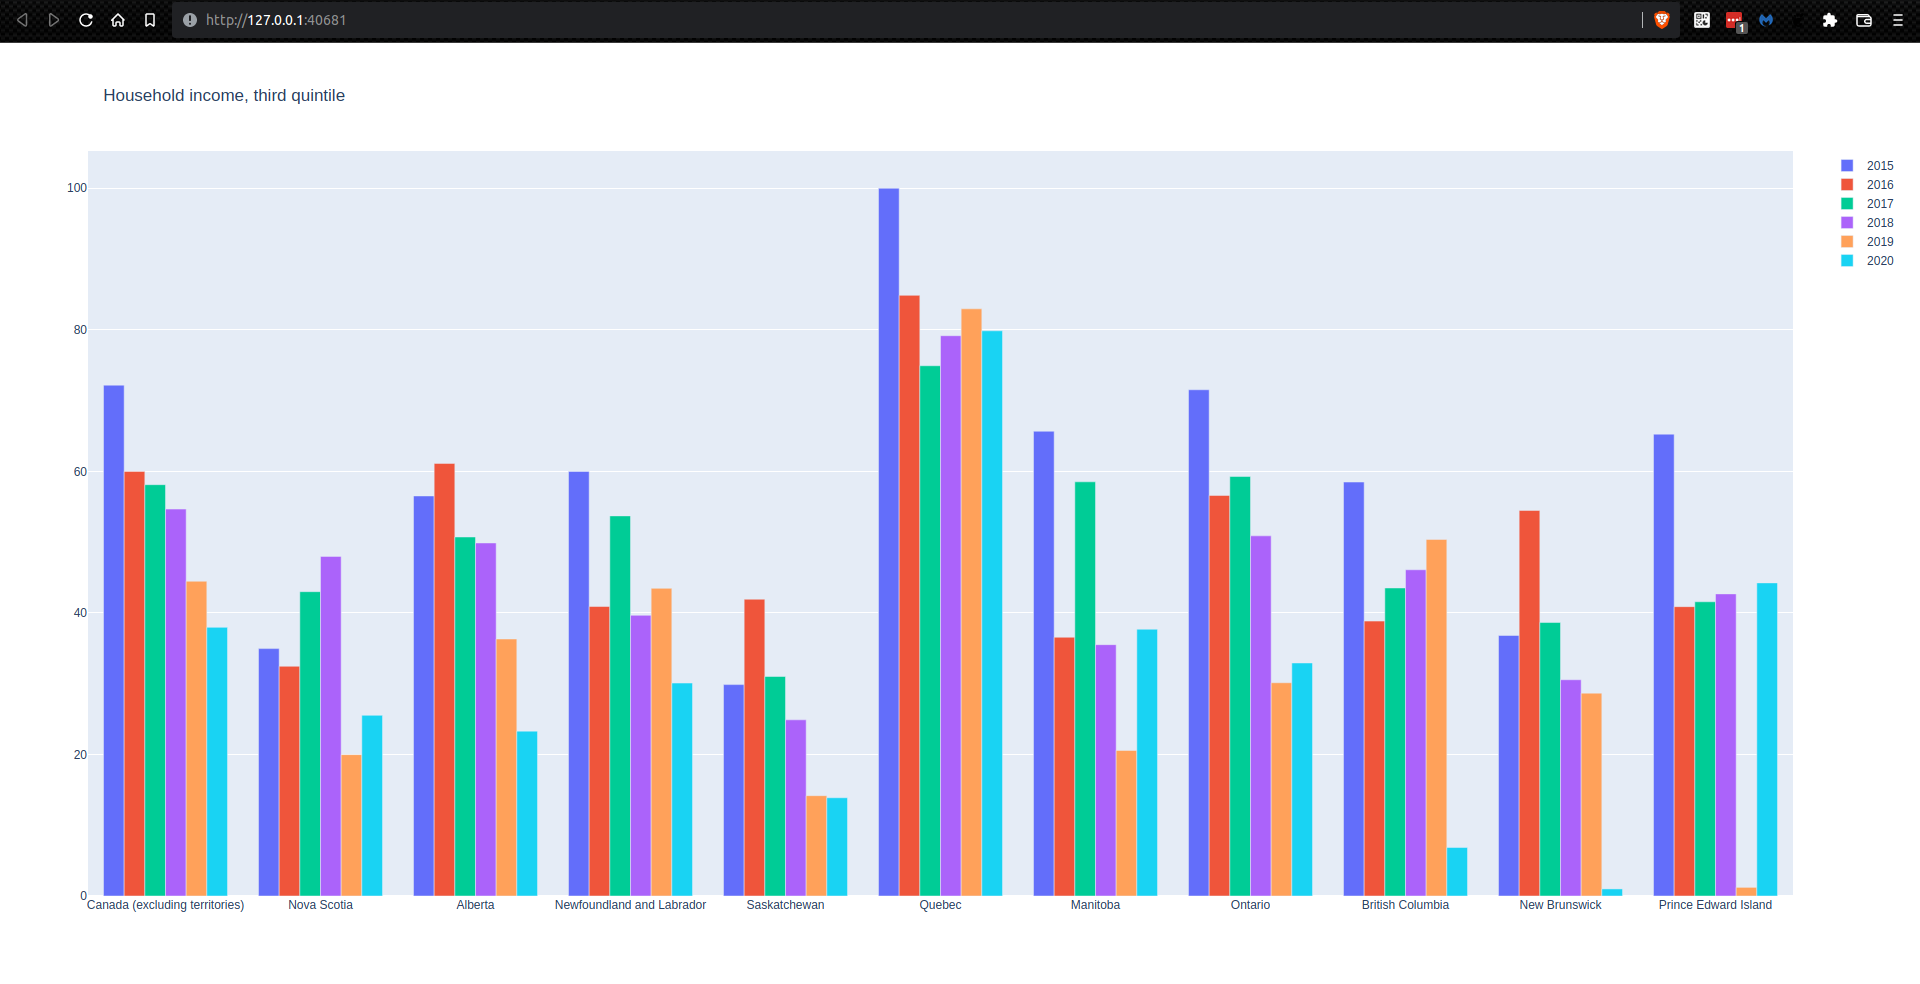 http://127.0.0.1:40681
1
Household income, third quintile
2015
2016
2017
2018
2019
2020
100
80
60
40
20
0
Canada (excluding territories)
Nova Scotia
Alberta
Newfoundland and Labrador
Saskatchewan
Quebec
Manitoba
Ontario
British Columbia
New Brunswick
Prince Edward Island